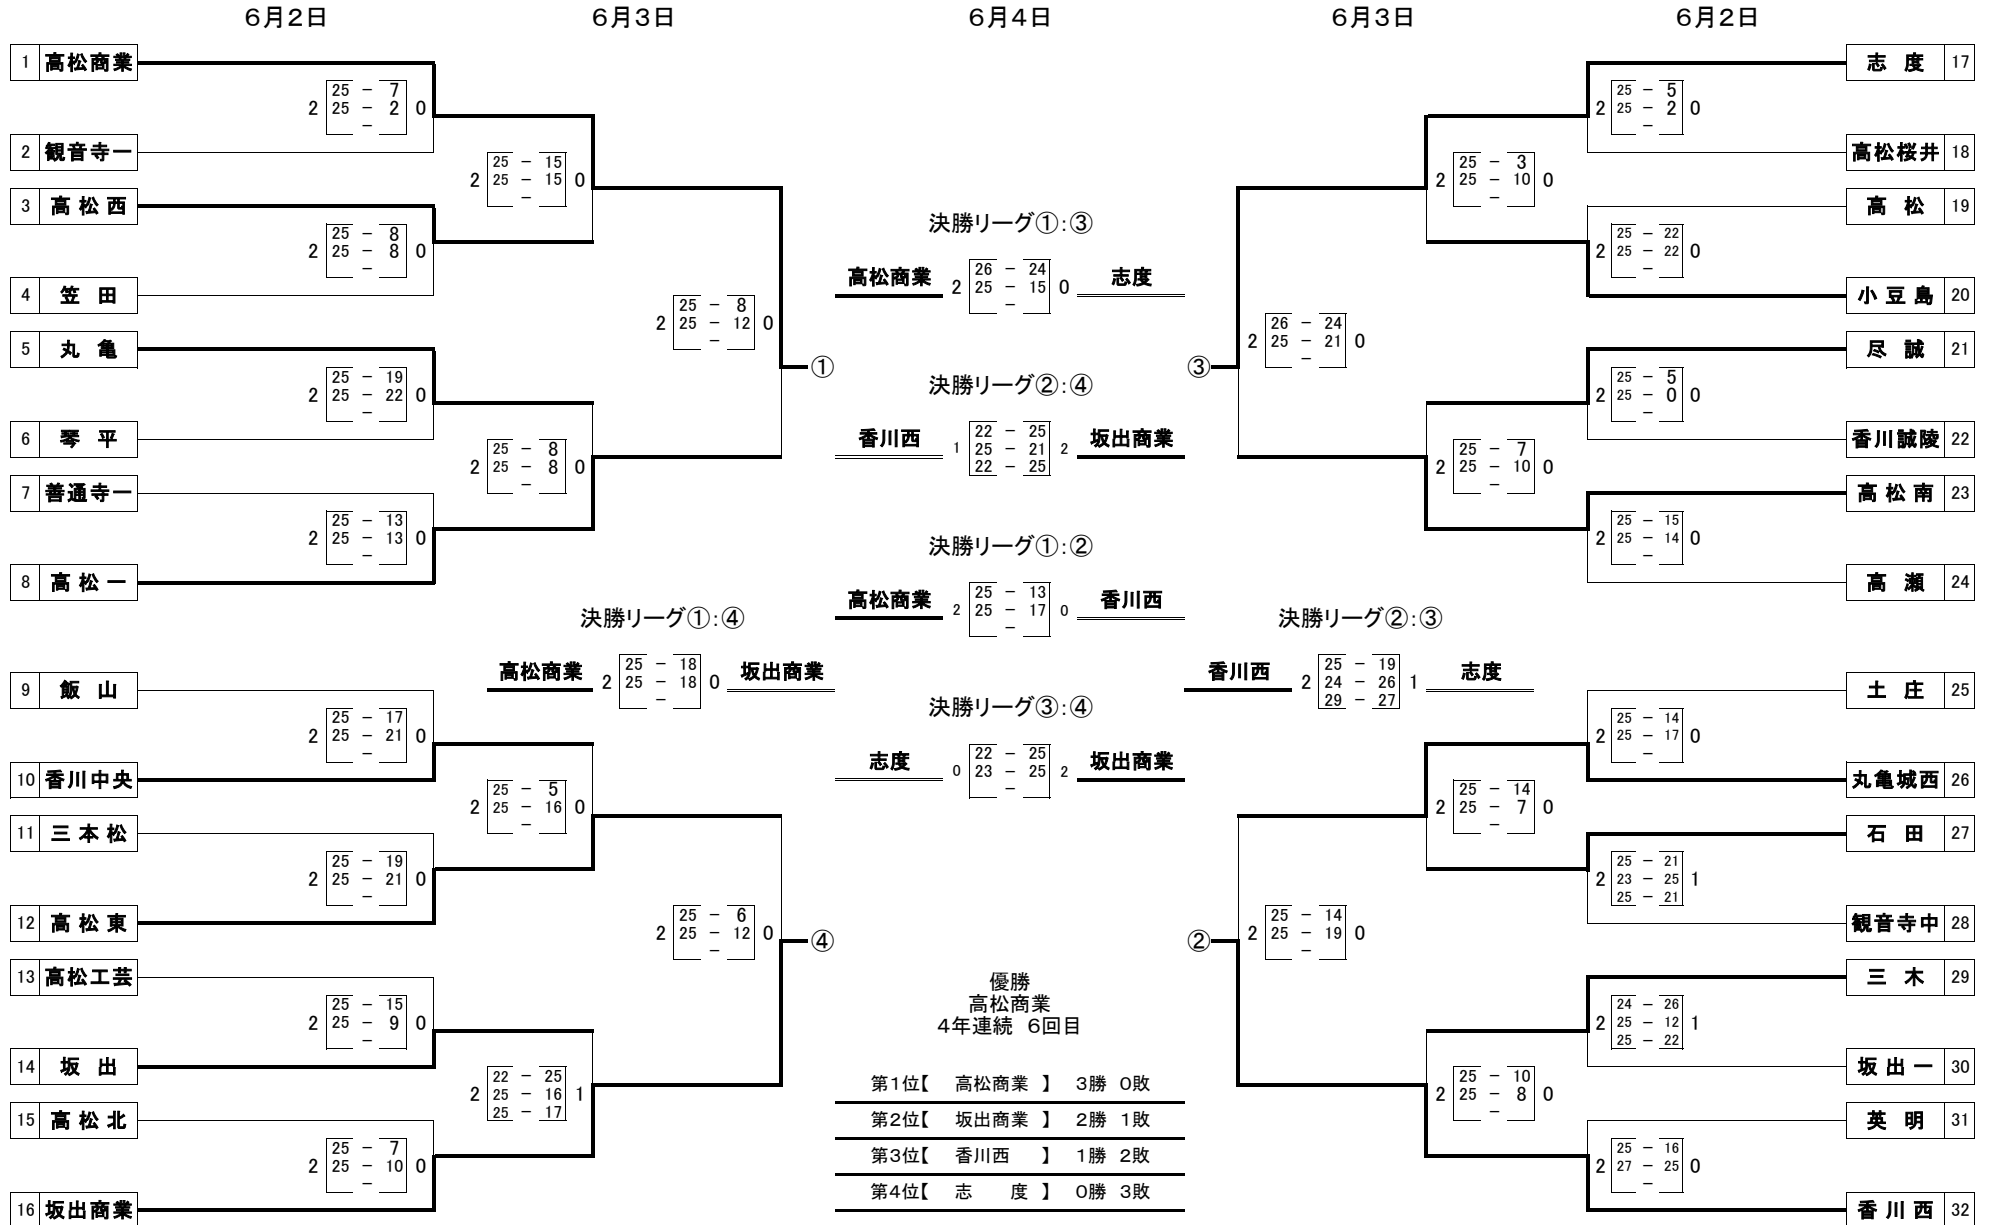 6月2日 6月3日 6月4日 6月3日 6月2日
1 高松商業
25 - 7
2 25 - 2 0
-
2 観音寺一
25 - 15
2 25 - 15 0
-
3 高松西
25 - 8
2 25 - 8 0
-
4 笠田
25 - 8
2 25 - 12 0
-
①
5 丸亀
25 - 19
2 25 - 22 0
-
6 琴平
25 - 8
2 25 - 8 0
-
7 善通寺一
25 - 13
2 25 - 13 0
-
8 高松一
9 飯山
25 - 17
2 25 - 21 0
-
10 香川中央
25 - 5
2 25 - 16 0
-
11 三本松
25 - 19
2 25 - 21 0
-
12 高松東
25 - 6
2 25 - 12 0
-
④
13 高松工芸
25 - 15
2 25 - 9 0
-
14 坂出
22 - 25
2 25 - 16 1
25 - 17
15 高松北
25 - 7
2 25 - 10 0
-
16 坂出商業
決勝リーグ①:③
高松商業 26 - 24 志度
2 25 - 15 0
-
決勝リーグ②:④
香川西 22 - 25 坂出商業
1 25 - 21 2
22 - 25
決勝リーグ①:②
高松商業 25 - 13 香川西
2 25 - 17 0
-
決勝リーグ①:④
高松商業 25 - 18 坂出商業
2 25 - 18 0
-
決勝リーグ②:③
香川西 25 - 19 志度
2 24 - 26 1
29 - 27
決勝リーグ③:④
志度 22 - 25 坂出商業
0 23 - 25 2
-
優勝
高松商業
4年連続 6回目
第1位【 高松商業 】 3勝 0敗
第2位【 坂出商業 】 2勝 1敗
第3位【 香川西 】 1勝 2敗
第4位【 志 度 】 0勝 3敗
志度 17
25 - 5
2 25 - 2 0
-
高松桜井 18
25 - 3
2 25 - 10 0
-
高松 19
25 - 22
2 25 - 22 0
-
小豆島 20
26 - 24
2 25 - 21 0
-
③
尽誠 21
25 - 5
2 25 - 0 0
-
香川誠陵 22
25 - 7
2 25 - 10 0
-
高松南 23
25 - 15
2 25 - 14 0
-
高瀬 24
土庄 25
25 - 14
2 25 - 17 0
-
丸亀城西 26
25 - 14
2 25 - 7 0
-
石田 27
25 - 21
2 23 - 25 1
25 - 21
観音寺中 28
25 - 14
2 25 - 19 0
-
②
三木 29
24 - 26
2 25 - 12 1
25 - 22
坂出一 30
25 - 10
2 25 - 8 0
-
英明 31
25 - 16
2 27 - 25 0
-
香川西 32